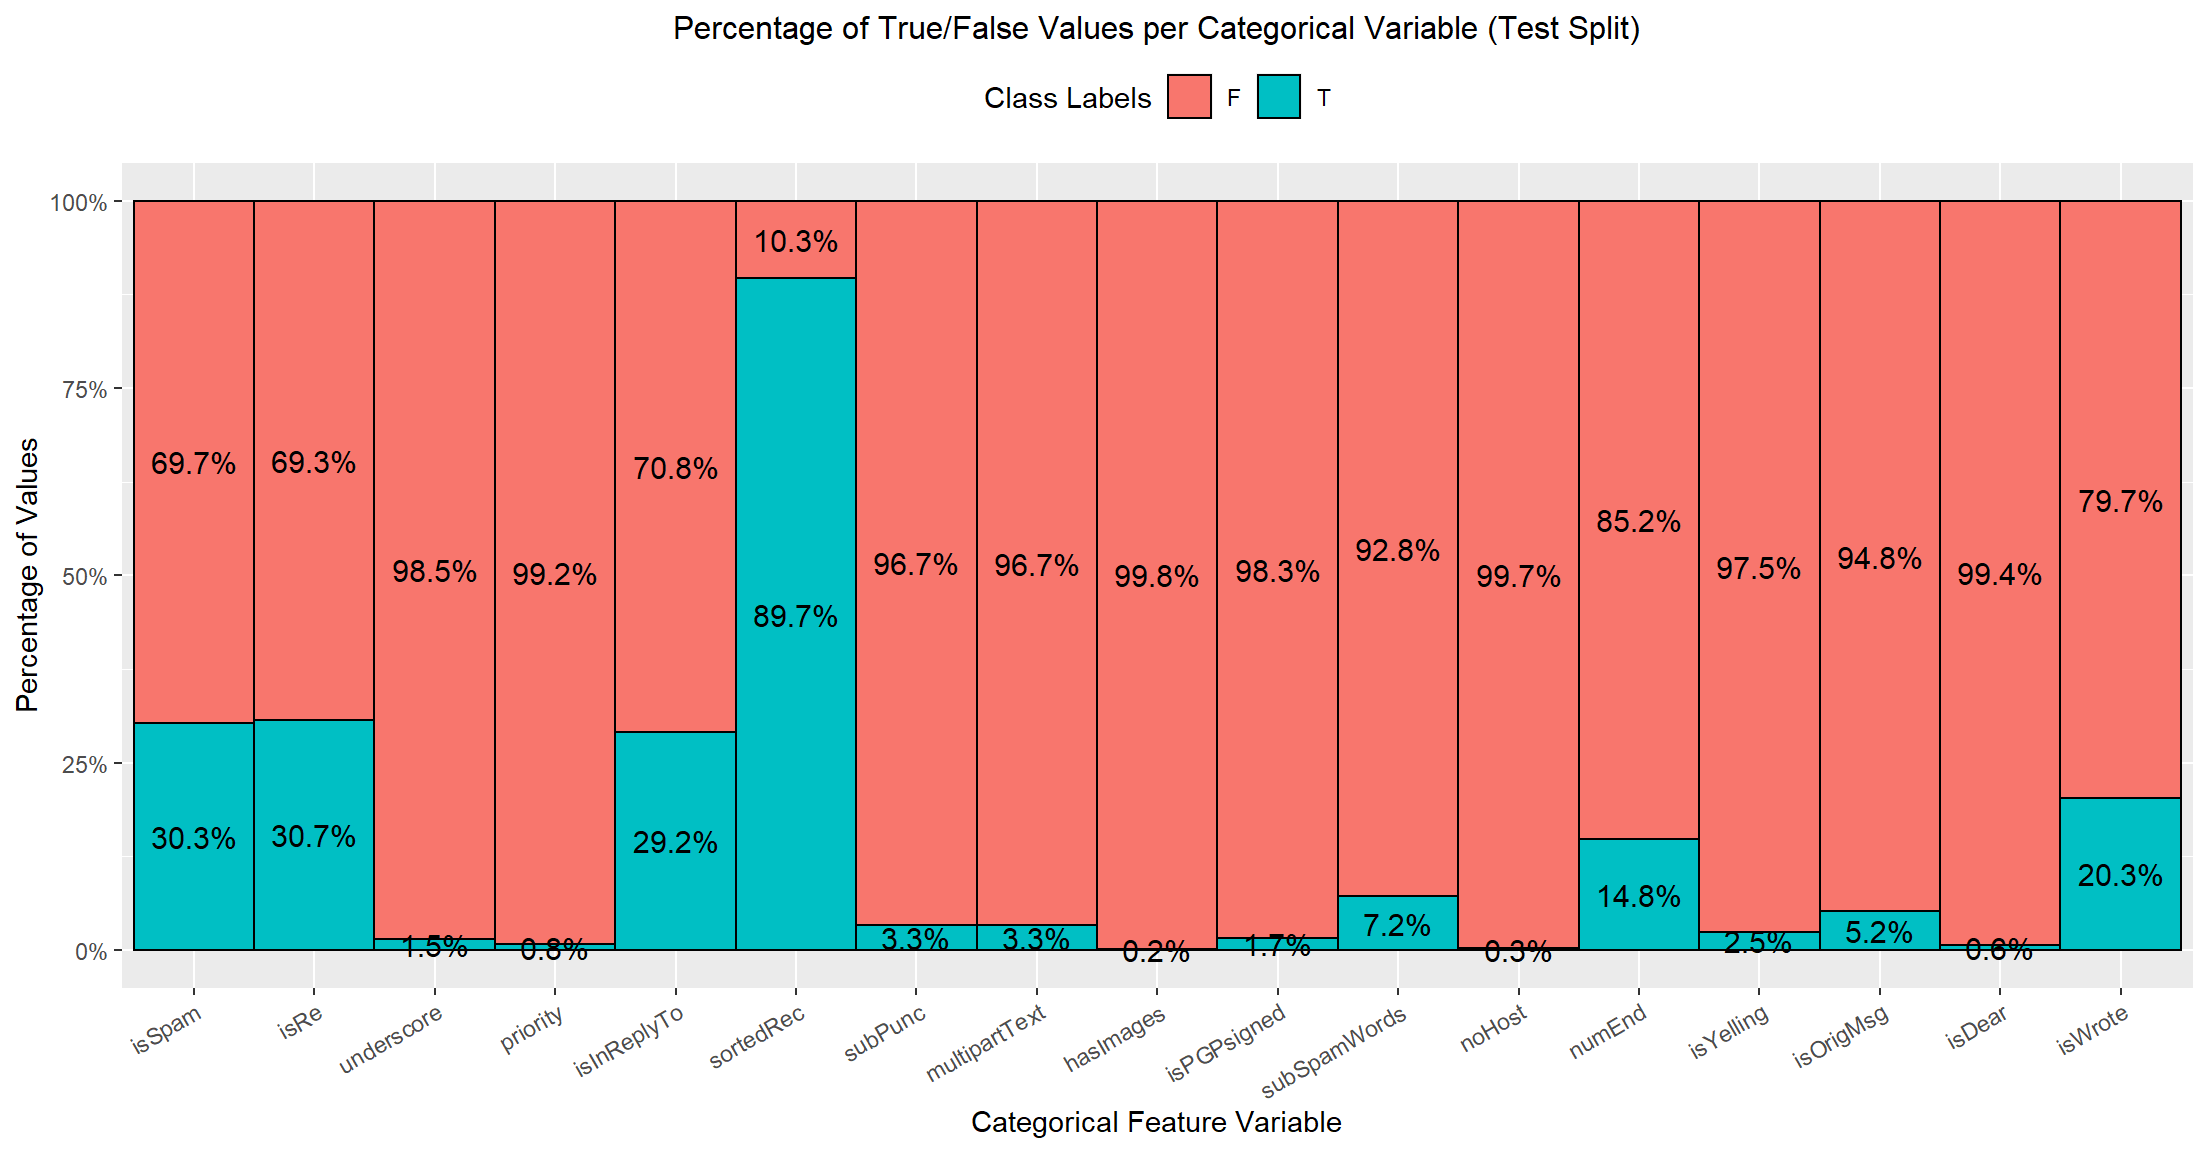 Percentage of True/False Values per Categorical Variable (Test Split)
Class Labels F T
Percentage of Values
100%
75%
50%
25%
0%
69.7% 69.3% 98.5% 99.2% 70.8% 10.3% 96.7% 96.7% 99.8% 98.3% 92.8% 99.7% 85.2% 97.5% 94.8% 99.4% 79.7%
30.3% 30.7% 1.5% 0.8% 29.2% 89.7% 3.3% 3.3% 0.2% 1.7% 7.2% 0.3% 14.8% 2.5% 5.2% 0.6% 20.3%
isSpam isRe underscore priority isInReplyTo sortedRec subPunc multipartText hasImages isPGPsigned subSpamWords noHost numEnd isYelling isOrigMsg isDear isWrote
Categorical Feature Variable